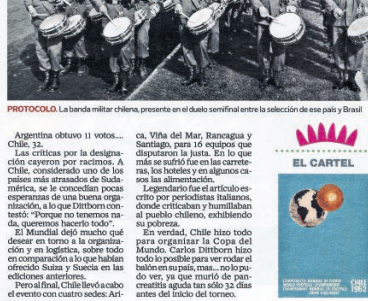 PROTOCOLO. La banda militar chilena, presente en el duelo semifinal entre la selección de ese país y Brasil
Argentina obtuvo 11 votos....
Chile, 32.
Las críticas por la designa-
ción cayeron por racimos. A
Chile, considerado uno de los
países más atrasados de Suda-
mérica, se le concedían pocas
esperanzas de una buena orga-
nización, a lo que Dittborn con-
testó: “Porque no tenemos na-
da, queremos hacerlo todo”.
El Mundial dejó mucho qué
desear en torno a la organiza-
ción y en logística, sobre todo
en comparación a lo que habían
ofrecido Suiza y Suecia en las
ediciones anteriores.
Pero al final, Chile llevó a cabo
el evento con cuatro sedes: Ari-
ca, Viña del Mar, Rancagua y
Santiago, para 16 equipos que
disputaron la justa. En lo que
más se sufrió fue en las carrete-
ras, los hoteles y en algunos ca-
sos las alimentación.
Legendario fue el artículo es-
crito por periodistas italianos,
donde criticaban y humillaban
al pueblo chileno, exhibiendo
su pobreza.
En verdad, Chile hizo todo
para organizar la Copa del
Mundo. Carlos Dittborn hizo
todo lo posible para ver rodar el
balón en su país, mas... no lo pu-
do ver, ya que murió de pan-
creatitis aguda tan sólo 32 días
antes del inicio del torneo.
EL CARTEL
CHILE
1962